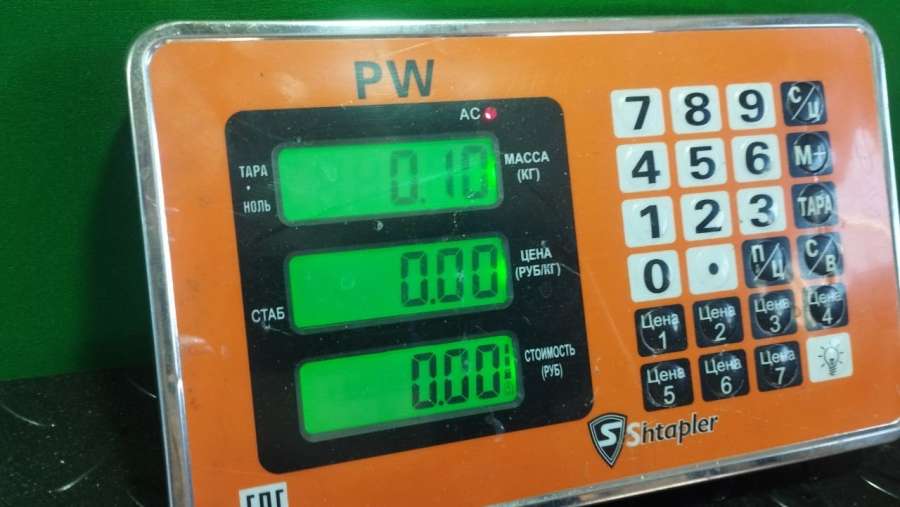 PW
AC
ТАРА
НОЛЬ
0.10
МАССА
(КГ)
0.00
ЦЕНА
(РУБ/КГ)
СТАБ
0.00
СТОИМОСТЬ
(РУБ)
7 8 9 С/Ц
4 5 6 М+
1 2 3 ТАРА
0 . П/Ц С/В
Цена 1 Цена 2 Цена 3 Цена 4
Цена 5 Цена 6 Цена 7
S Shtapler